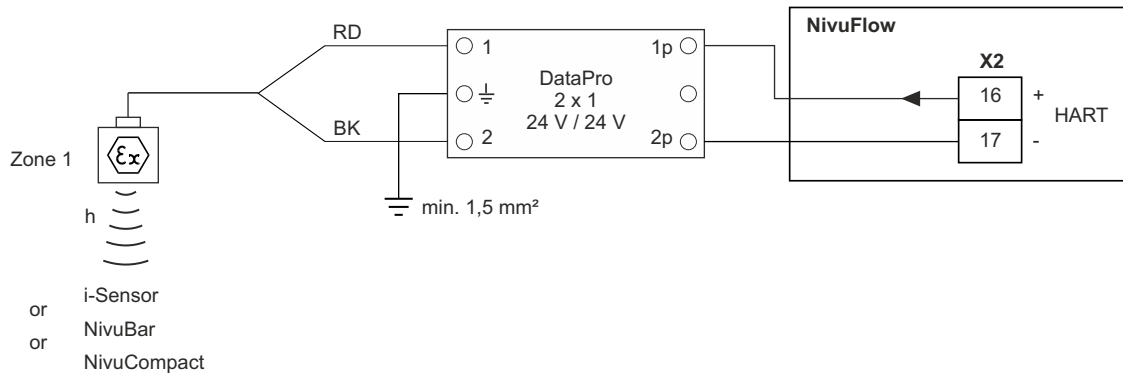 RD
1
1p
NivuFlow
X2
DataPro
2 x 1
24 V / 24 V
16
+
HART
BK
2
2p
17
-
Zone 1
Ex
min. 1,5 mm²
h
i-Sensor
or
NivuBar
or
NivuCompact